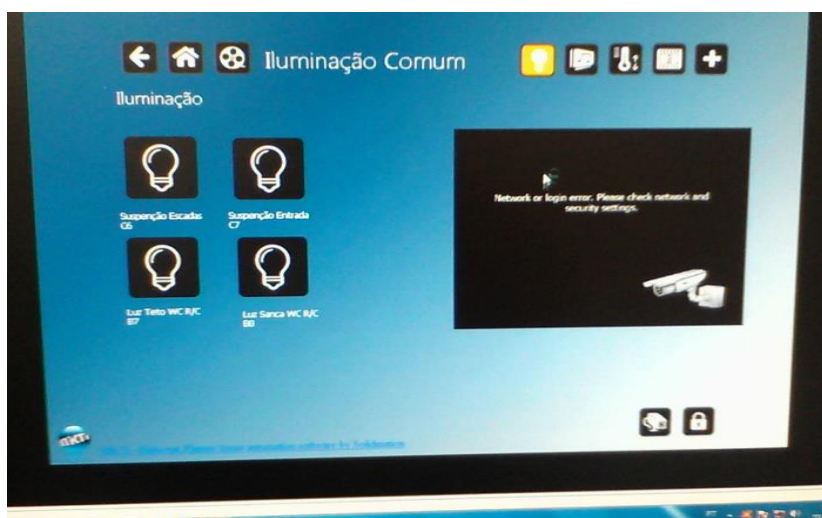 Iluminação Comum
Iluminação
Suspenção Escadas
C6
Suspenção Entrada
C7
Network or login error. Please check network and
security settings.
Luz Teto WC R/C
B7
Luz Sanca WC R/C
B8
PT